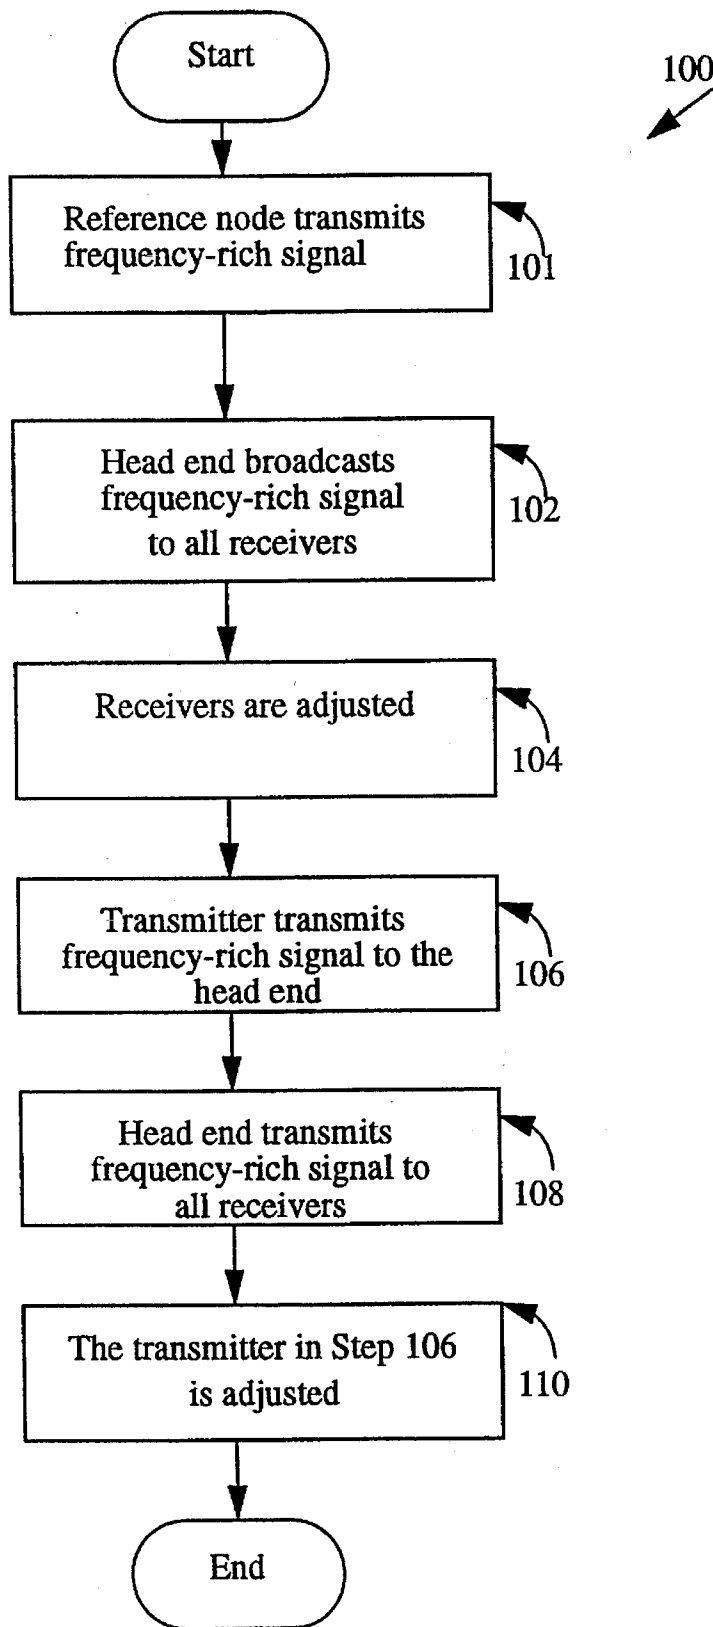 Start
100
Reference node transmits
frequency-rich signal
101
Head end broadcasts
frequency-rich signal
to all receivers
102
Receivers are adjusted
104
Transmitter transmits
frequency-rich signal to the
head end
106
Head end transmits
frequency-rich signal to
all receivers
108
The transmitter in Step 106
is adjusted
110
End